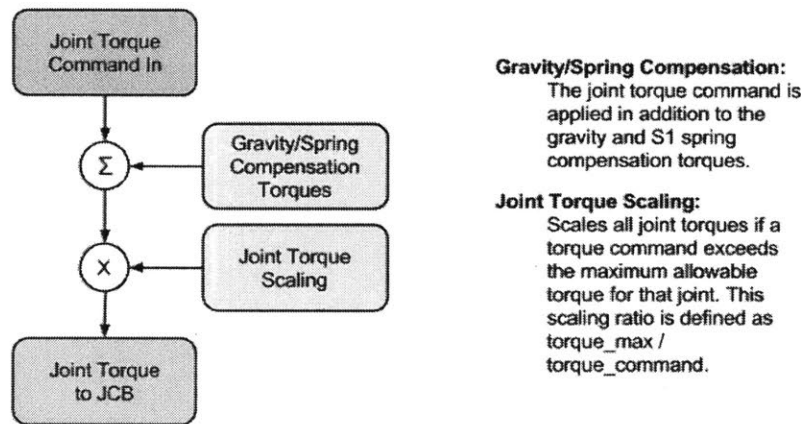 Joint Torque
Command In
Σ
Gravity/Spring
Compensation
Torques
X
Joint Torque
Scaling
Joint Torque
to JCB
Gravity/Spring Compensation:
The joint torque command is
applied in addition to the
gravity and S1 spring
compensation torques.
Joint Torque Scaling:
Scales all joint torques if a
torque command exceeds
the maximum allowable
torque for that joint. This
scaling ratio is defined as
torque_max /
torque_command.